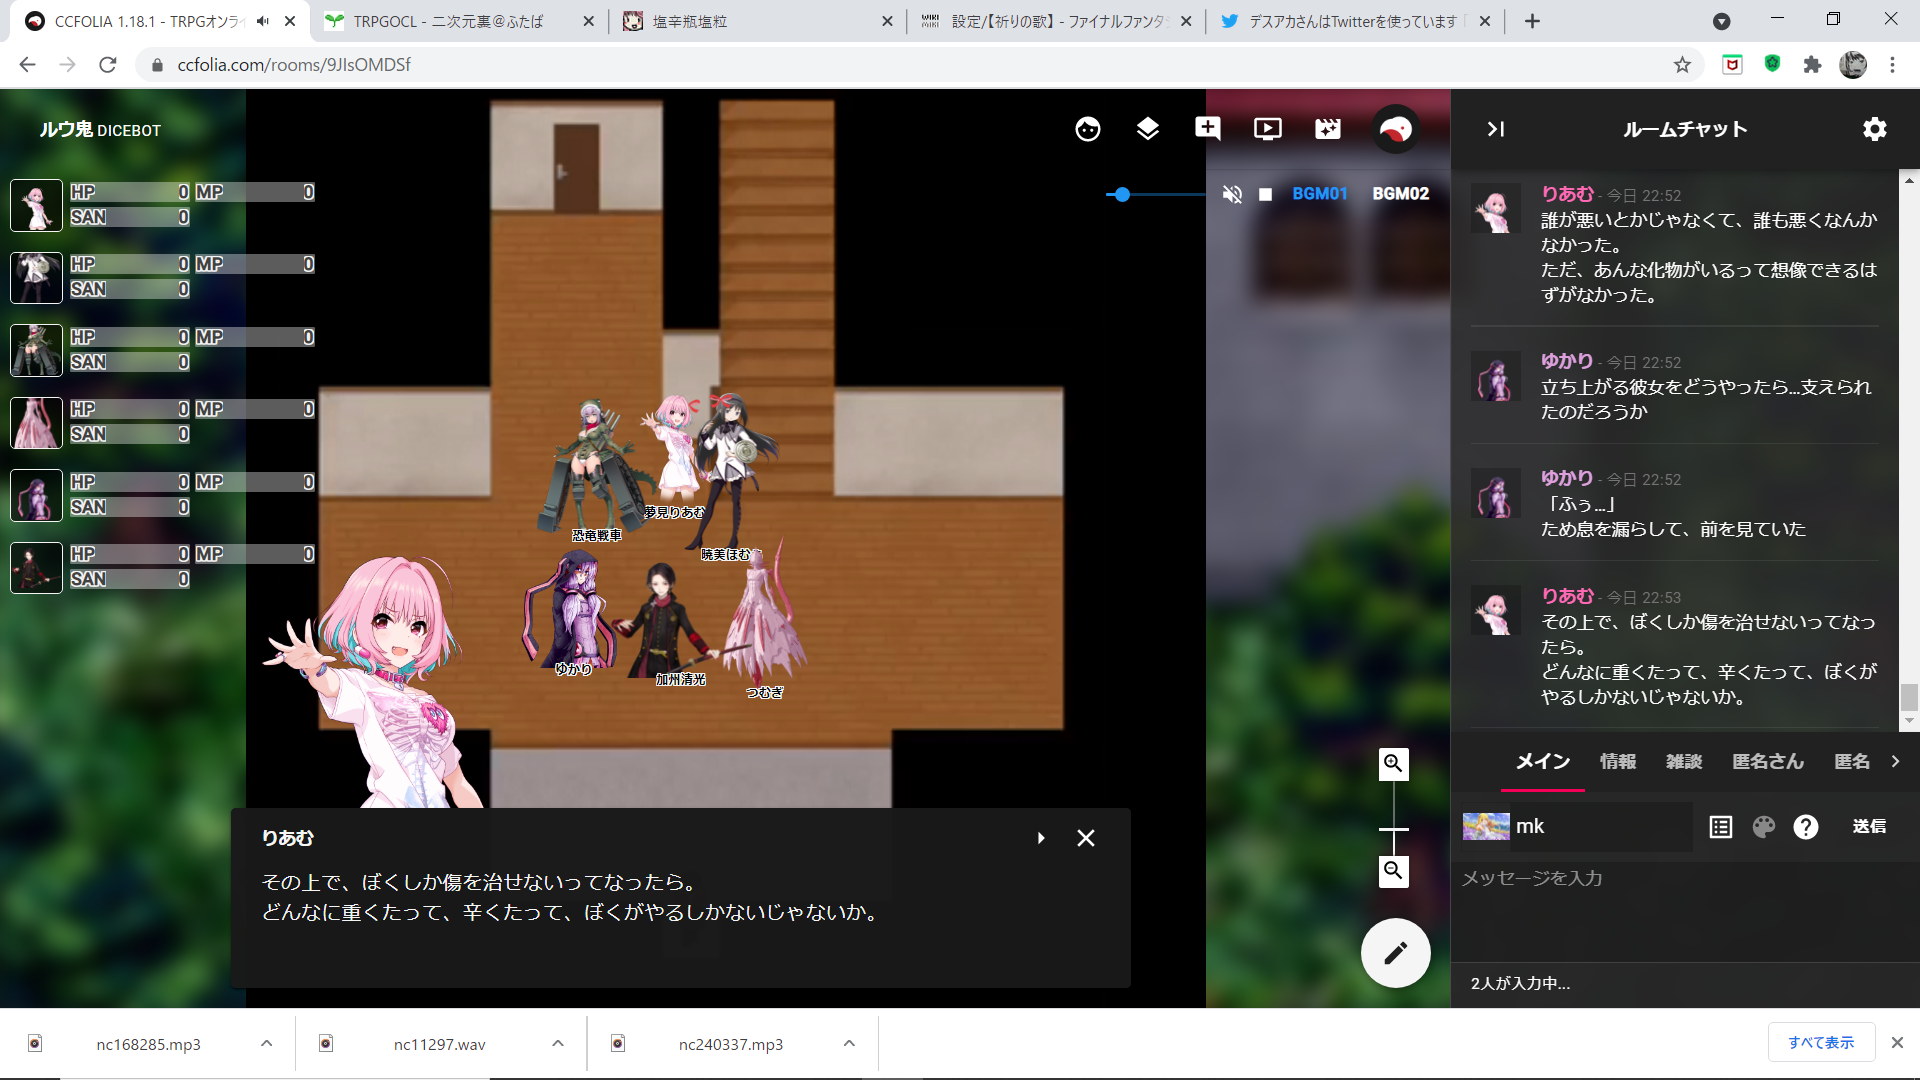 CCFOLIA 1.18.1 - TRPGオンライ
TRPGOCL - 二次元裏＠ふたば
塩辛瓶塩粒
設定/【祈りの歌】 - ファイナルファンタジ
デスアカさんはTwitterを使っています
ccfolia.com/rooms/9JIsOMDSf
ルウ鬼 DICEBOT
HP 0 MP 0
SAN 0
HP 0 MP 0
SAN 0
HP 0 MP 0
SAN 0
HP 0 MP 0
SAN 0
HP 0 MP 0
SAN 0
HP 0 MP 0
SAN 0
BGM01 BGM02
恐竜戦車
夢見りあむ
暁美ほむ
ゆかり
加州清光
つむぎ
りあむ
その上で、ぼくしか傷を治せないってなったら。
どんなに重くたって、辛くたって、ぼくがやるしかないじゃないか。
ルームチャット
りあむ - 今日 22:52
誰が悪いとかじゃなくて、誰も悪くなんか
なかった。
ただ、あんな化物がいるって想像できるは
ずがなかった。
ゆかり - 今日 22:52
立ち上がる彼女をどうやったら…支えられ
たのだろうか
ゆかり - 今日 22:52
「ふぅ…」
ため息を漏らして、前を見ていた
りあむ - 今日 22:53
その上で、ぼくしか傷を治せないってなっ
たら。
どんなに重くたって、辛くたって、ぼくが
やるしかないじゃないか。
メイン 情報 雑談 匿名さん 匿名
mk
送信
メッセージを入力
2人が入力中...
nc168285.mp3
nc11297.wav
nc240337.mp3
すべて表示